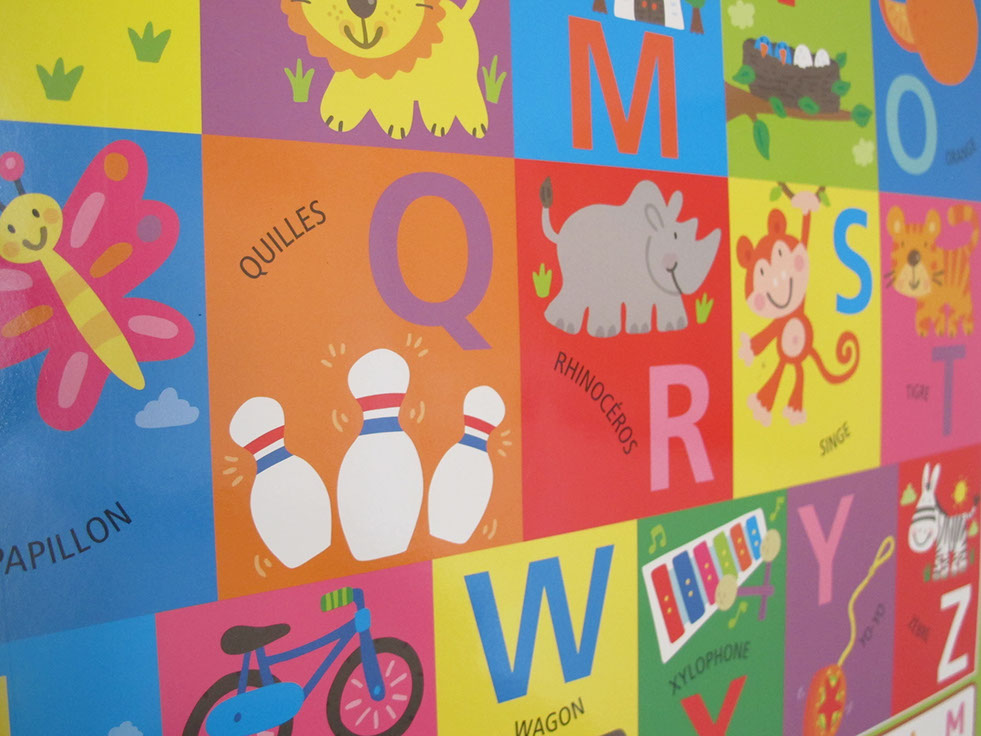 M
O
ORANGE
PAPILLON
QUILLES
Q
RHINOCÉROS
R
S
SINGE
TIGRE
T
W
WAGON
XYLOPHONE
X
Y
YO-YO
ZÈBRE
Z
M